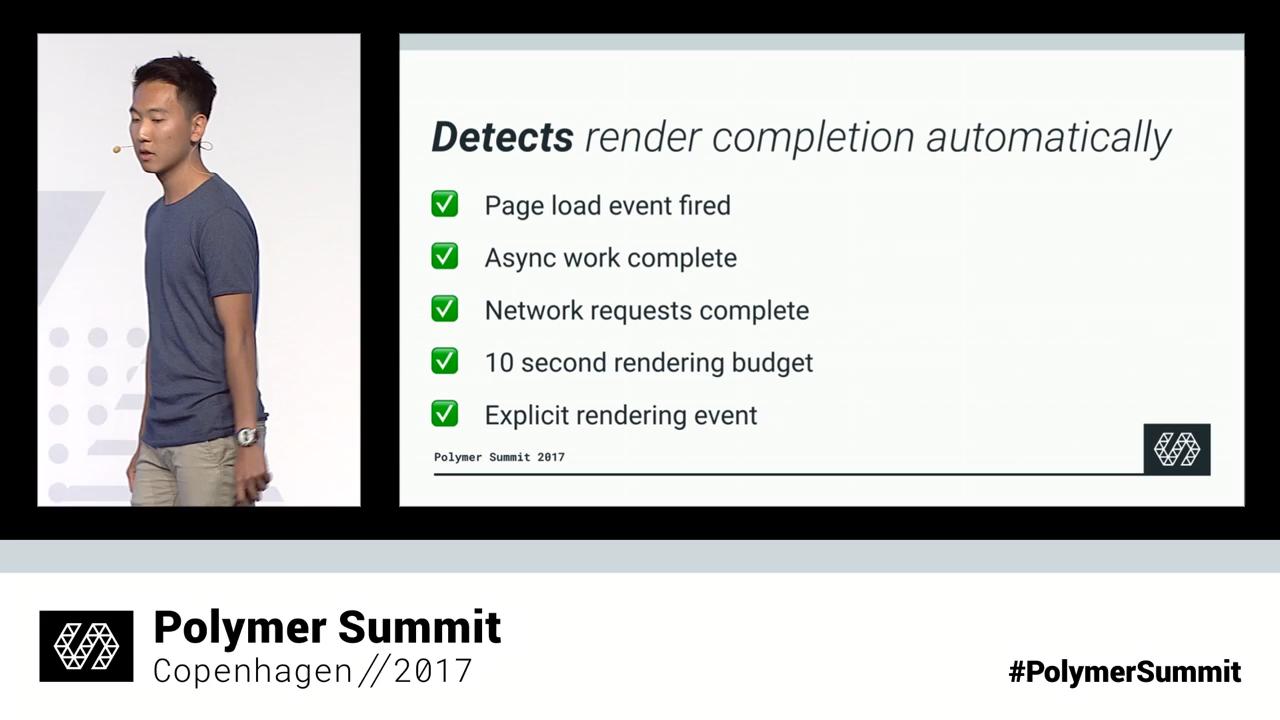 Detects render completion automatically
✅ Page load event fired
✅ Async work complete
✅ Network requests complete
✅ 10 second rendering budget
✅ Explicit rendering event
Polymer Summit 2017
Polymer Summit
Copenhagen//2017
#PolymerSummit